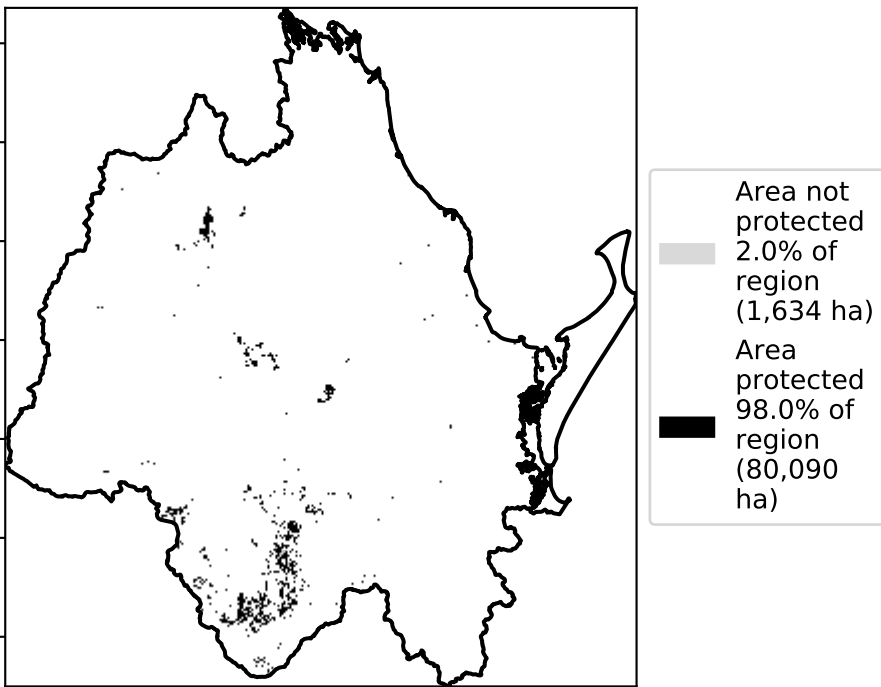 Area not
protected
2.0% of
region
(1,634 ha)
Area
protected
98.0% of
region
(80,090
ha)